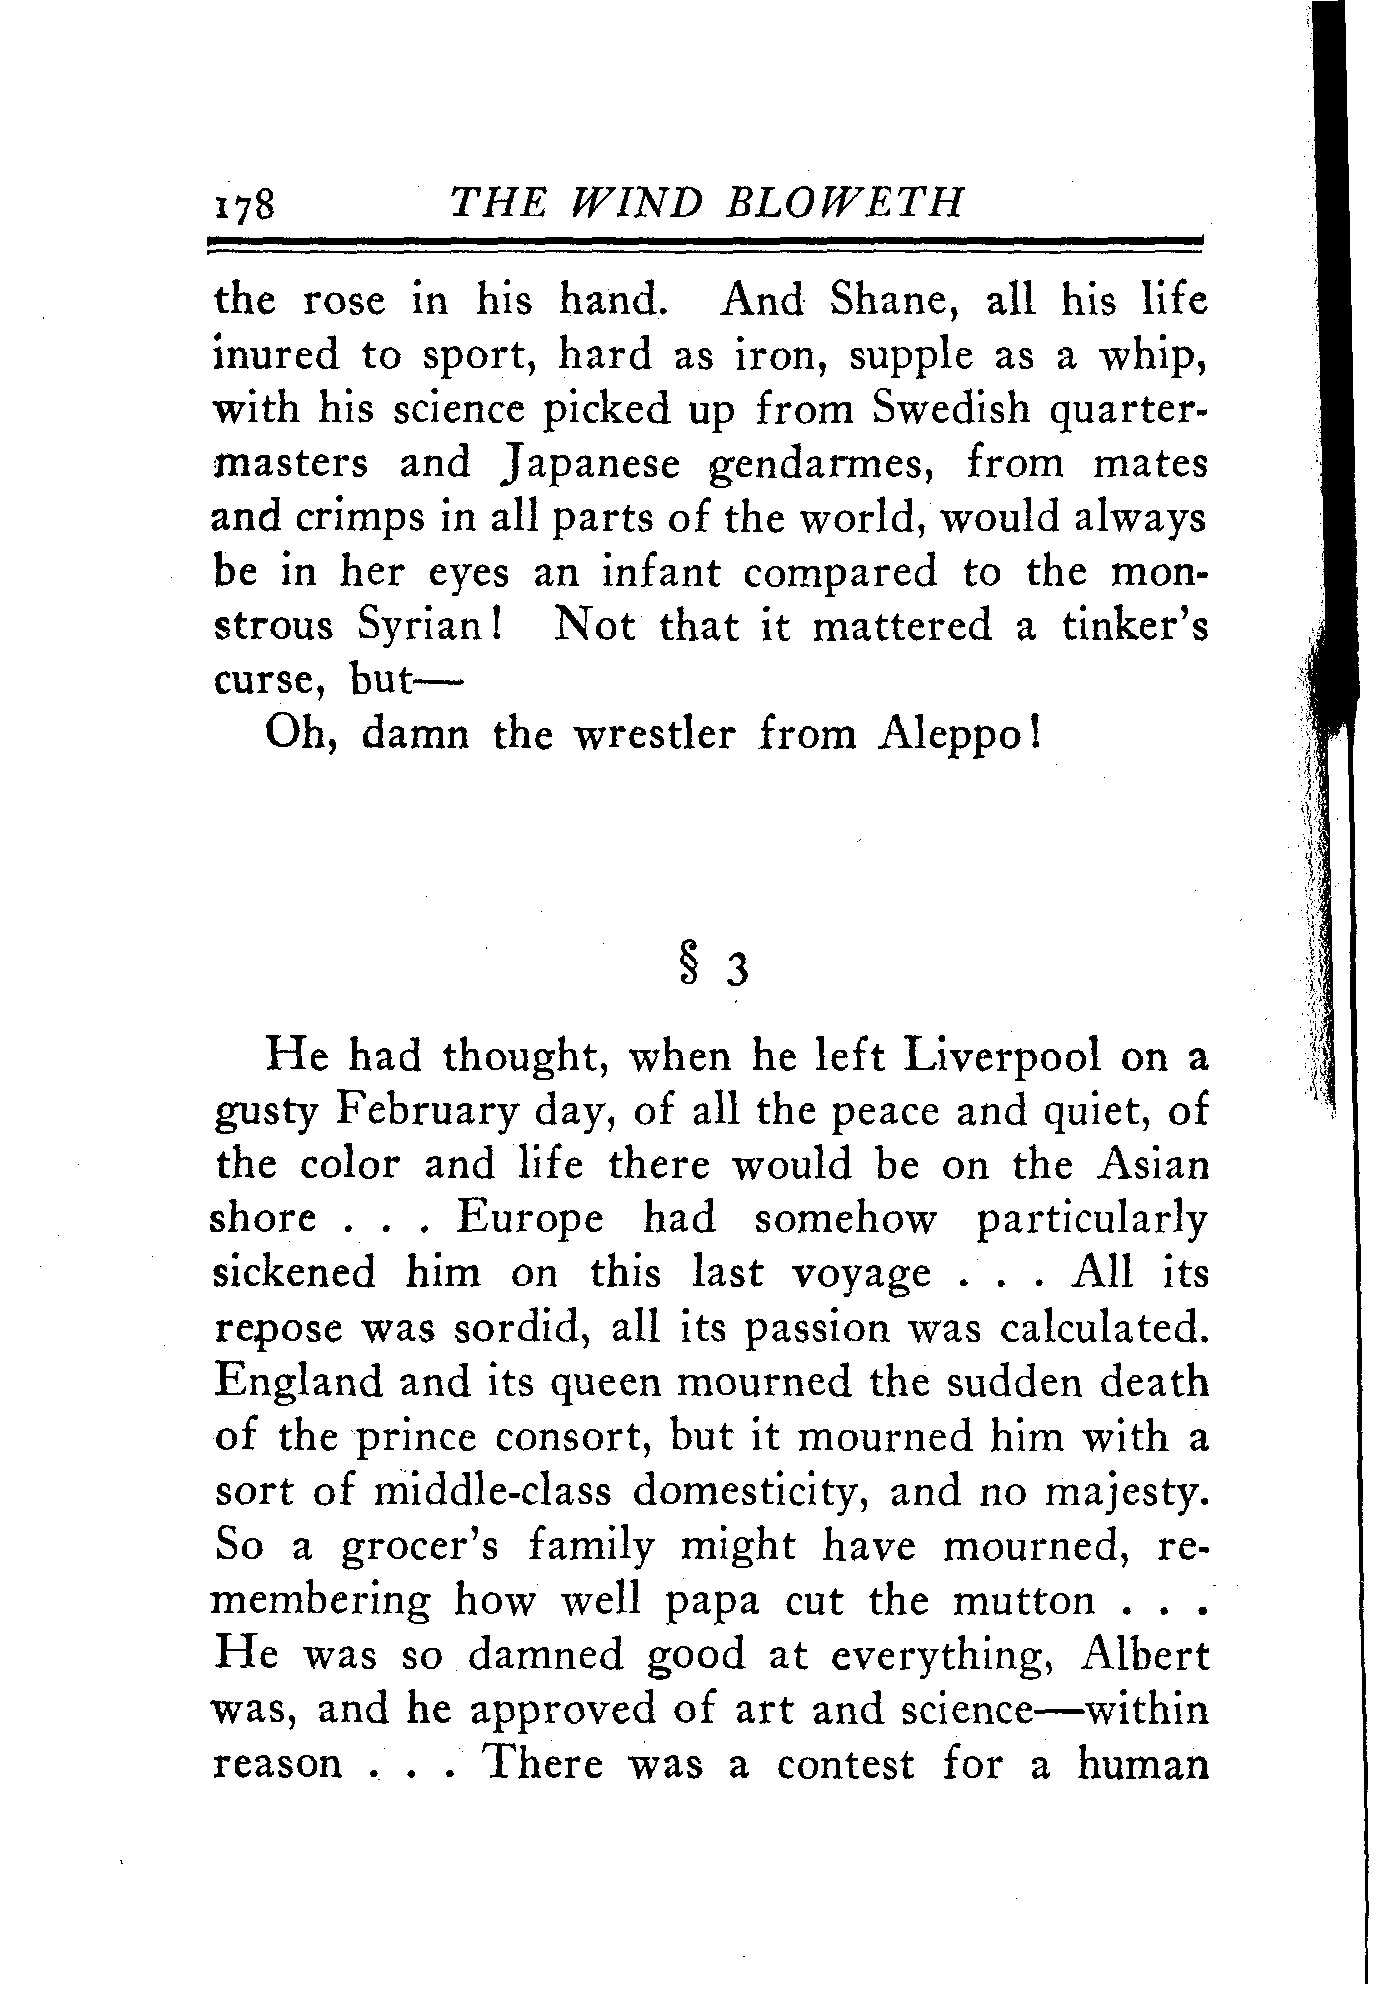 178 THE WIND BLOWETH
the rose in his hand. And Shane, all his life
inured to sport, hard as iron, supple as a whip,
with his science picked up from Swedish quarter-
masters and Japanese gendarmes, from mates
and crimps in all parts of the world, would always
be in her eyes an infant compared to the mon-
strous Syrian! Not that it mattered a tinker's
curse, but—
Oh, damn the wrestler from Aleppo!
§ 3
He had thought, when he left Liverpool on a
gusty February day, of all the peace and quiet, of
the color and life there would be on the Asian
shore . . . Europe had somehow particularly
sickened him on this last voyage . . . All its
repose was sordid, all its passion was calculated.
England and its queen mourned the sudden death
of the prince consort, but it mourned him with a
sort of middle-class domesticity, and no majesty.
So a grocer's family might have mourned, re-
membering how well papa cut the mutton . . .
He was so damned good at everything, Albert
was, and he approved of art and science—within
reason . . . There was a contest for a human